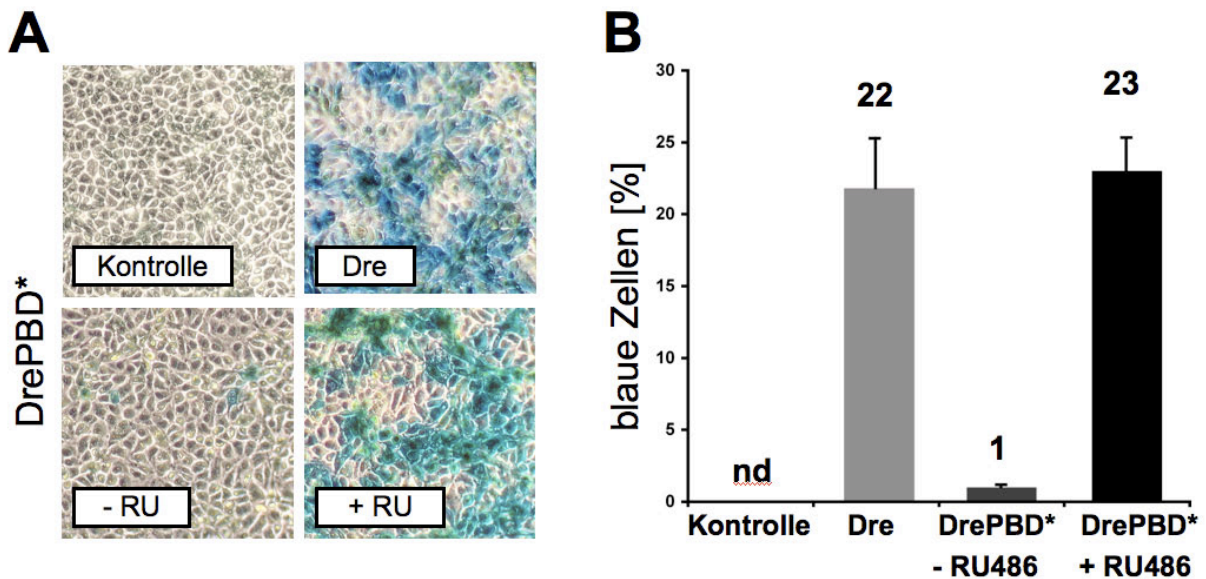 A
Kontrolle
Dre
DrePBD*
- RU
+ RU
B
blaue Zellen [%]
30
25
20
15
10
5
0
nd
22
1
23
Kontrolle
Dre
DrePBD*
- RU486
DrePBD*
+ RU486